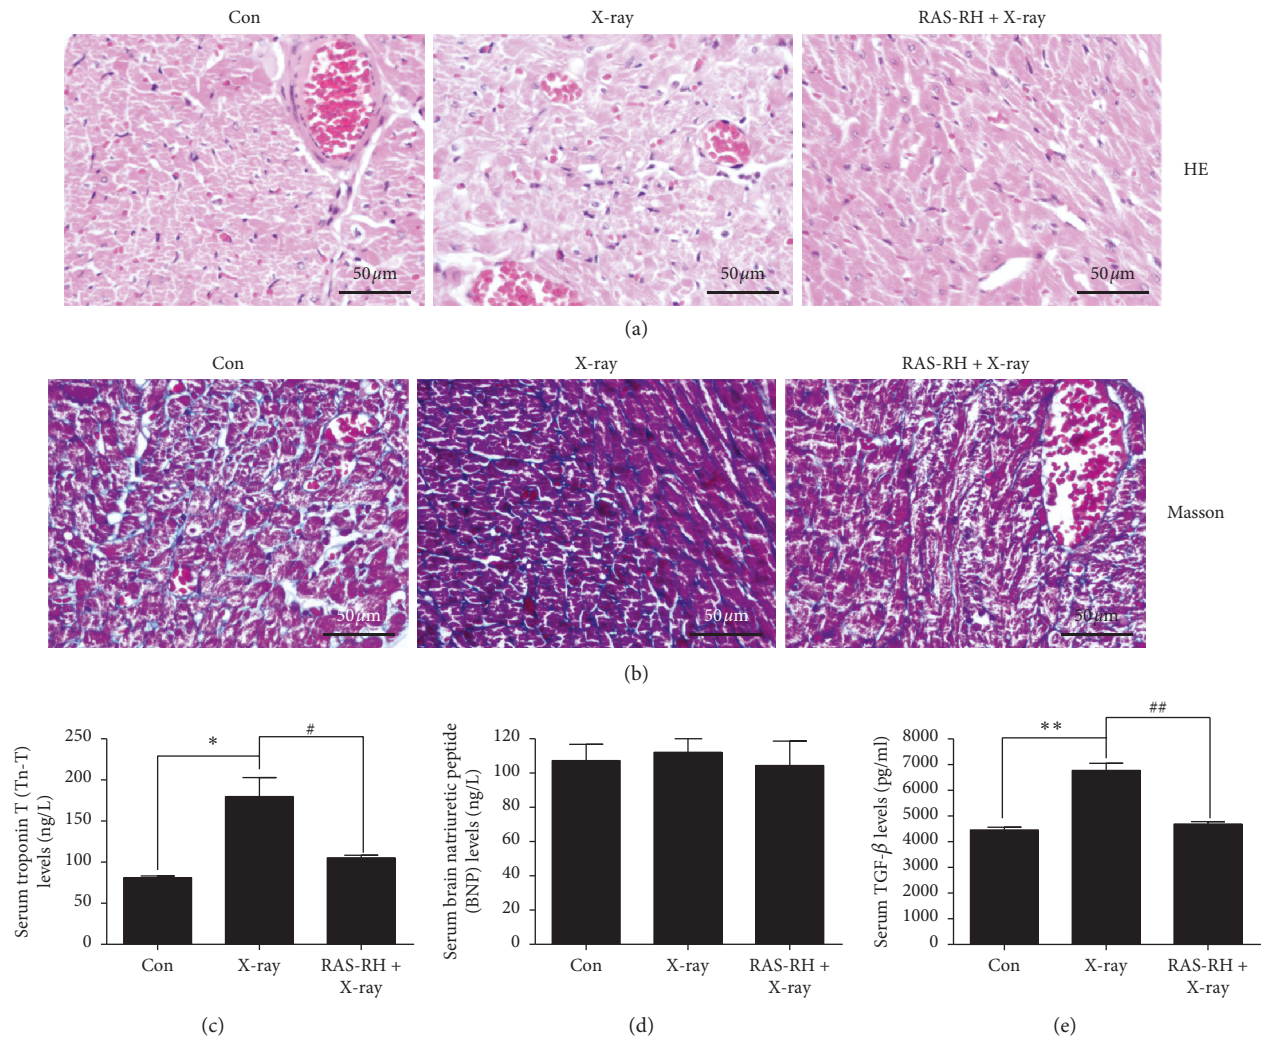 Con
X-ray
RAS-RH + X-ray
50 μm
50 μm
50 μm
HE
(a)
Con
X-ray
RAS-RH + X-ray
50 μm
50 μm
50 μm
Masson
(b)
Serum troponin T (Tn-T)
levels (ng/L)
250
200
150
100
50
0
*
#
Con
X-ray
RAS-RH +
X-ray
(c)
Serum brain natriuretic peptide
(BNP) levels (ng/L)
120
100
80
60
40
20
0
Con
X-ray
RAS-RH +
X-ray
(d)
Serum TGF-β levels (pg/ml)
8000
7000
6000
5000
4000
3000
2000
1000
0
**
##
Con
X-ray
RAS-RH +
X-ray
(e)